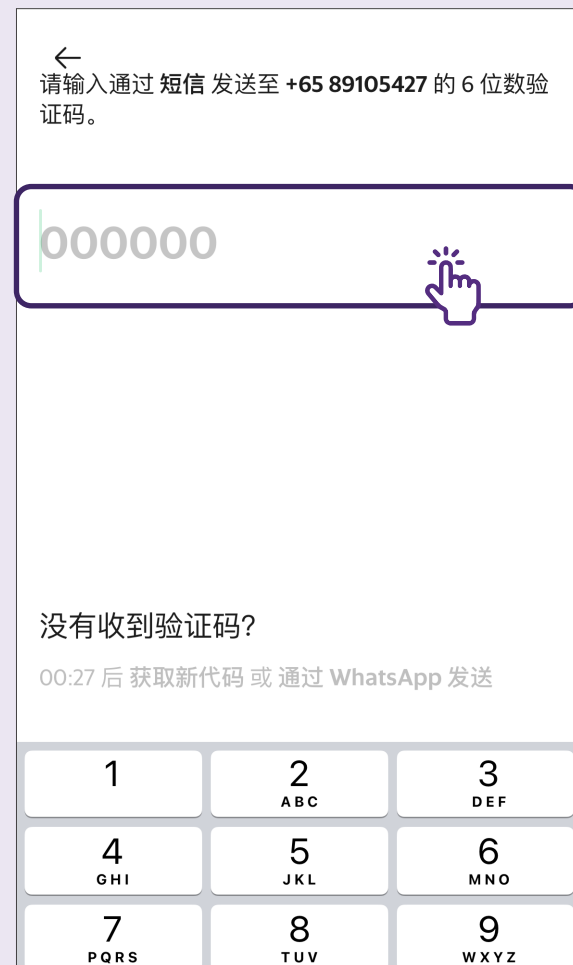 请输入通过 短信 发送至 +65 89105427 的 6 位数验
证码。
000000
没有收到验证码?
00:27 后 获取新代码 或 通过 WhatsApp 发送
1
2
3
ABC
DEF
4
5
6
GHI
JKL
MNO
7
8
9
PQRS
TUV
WXYZ